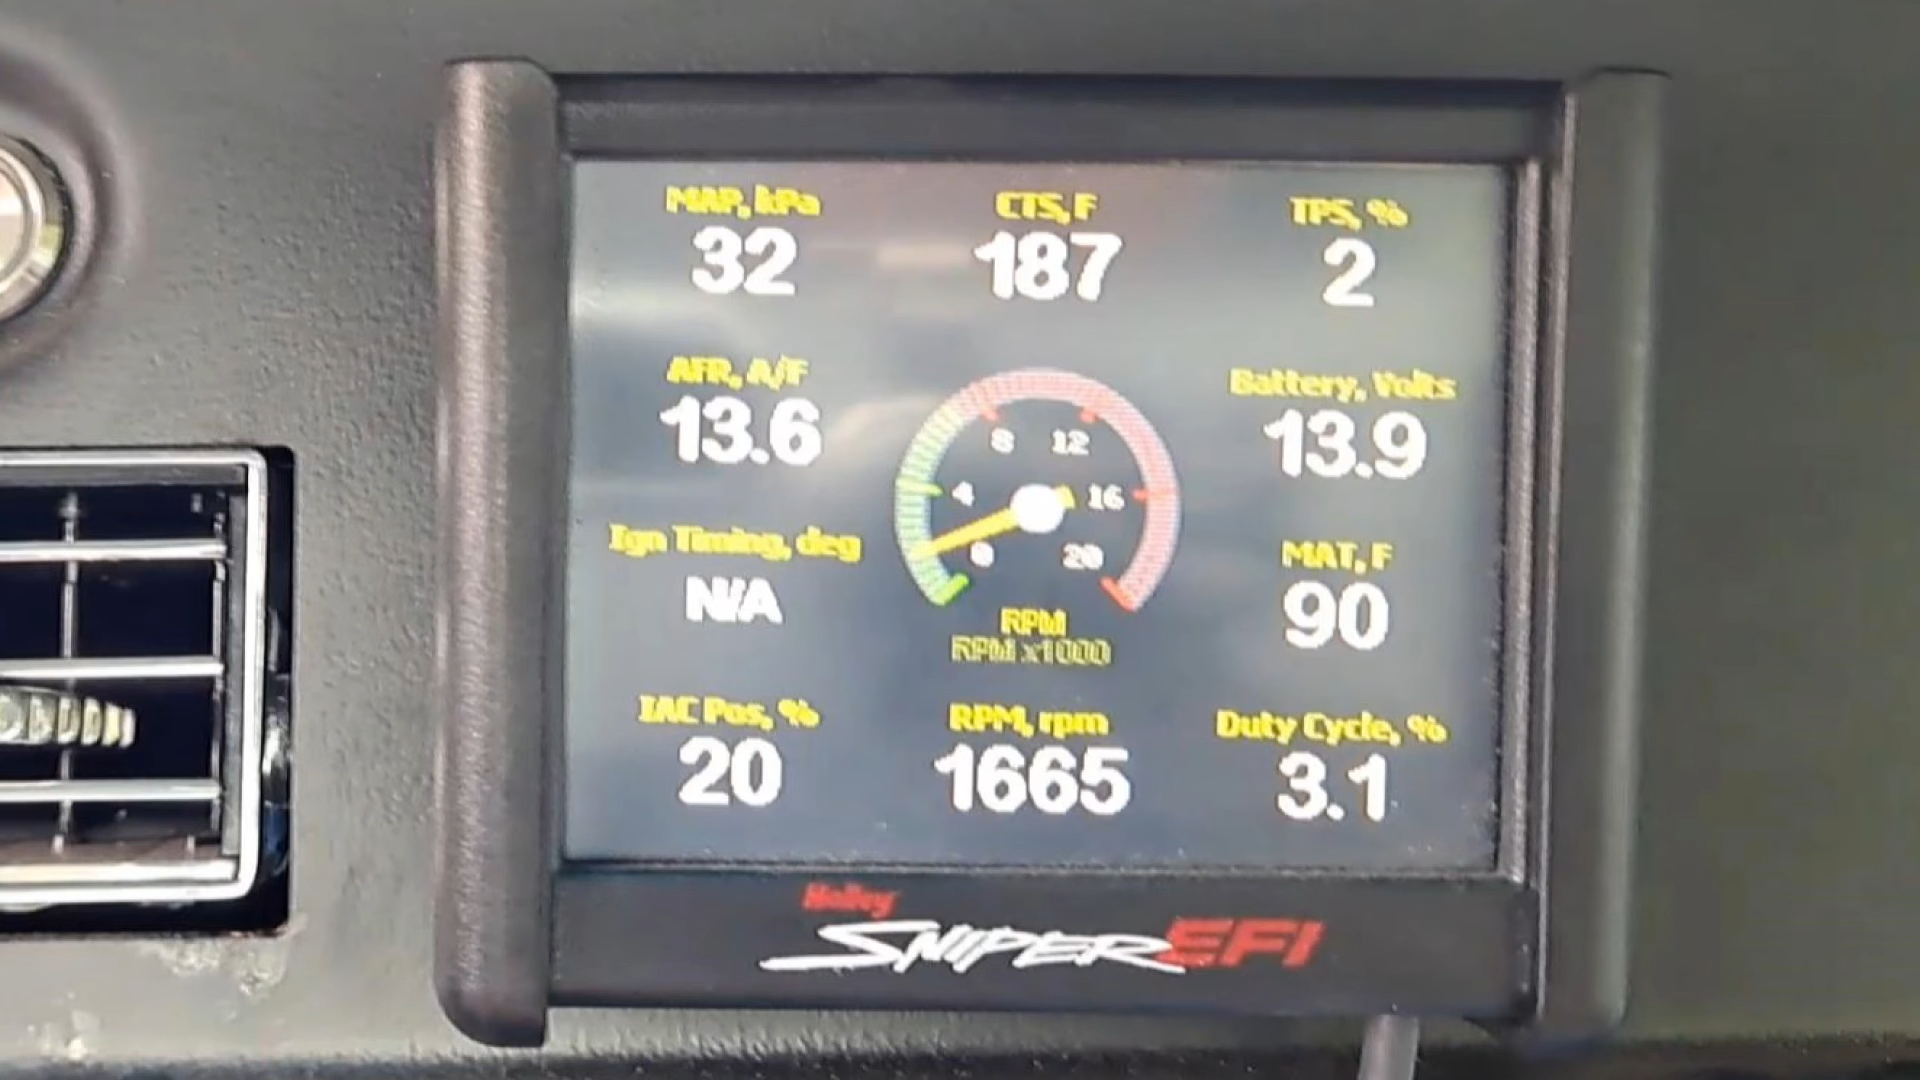 MAP, kPa
32
CTS, F
187
TPS, %
2
AFR, A/F
13.6
8 12
4 16
0 20
RPM
RPM x1000
Battery, Volts
13.9
Ign Timing, deg
N/A
MAT, F
90
IAC Pos, %
20
RPM, rpm
1665
Duty Cycle, %
3.1
Holley
SNIPER EFI